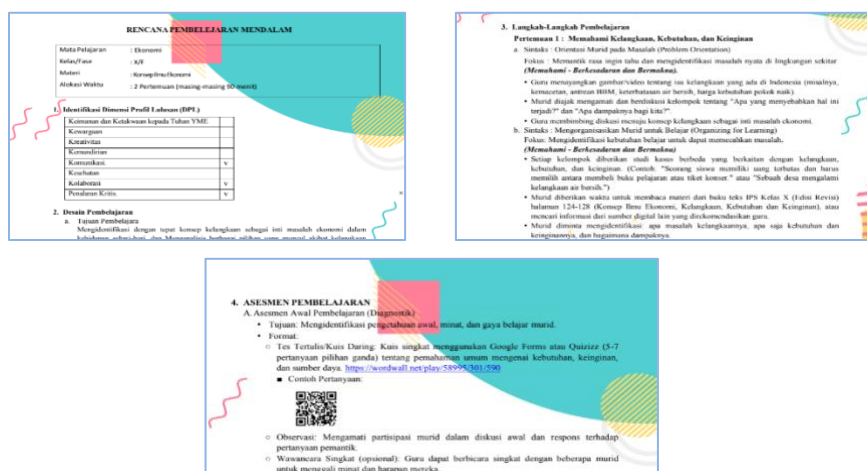 RENCANA PEMBELEJARAN MENDALAM
Mata Pelajaran : Ekonomi
Kelas/Fase : X/E
Materi : Konsep Ilmu Ekonomi
Alokasi Waktu : 2 Pertemuan (masing-masing 90 menit)
1. Identifikasi Dimensi Profil Lulusan (DPL)
Keimanan dan Ketakwaan kepada Tuhan YME
Kewargaan
Kreativitas
Kemandirian
Komunikasi. v
Kesehatan
Kolaborasi v
Penalaran Kritis. v
2. Desain Pembelajaran
a. Tujuan Pembelajara
Mengidentifikasi dengan tepat konsep kelangkaan sebagai inti masalah ekonomi dalam
kehidupan sehari-hari, dan Menganalisis berbagai pilihan yang muncul akibat kelangkaan
3. Langkah-Langkah Pembelajaran
Pertemuan 1 : Memahami Kelangkaan, Kebutuhan, dan Keinginan
a. Sintaks : Orientasi Murid pada Masalah (Problem Orientation)
Fokus : Memantik rasa ingin tahu dan mengidentifikasi masalah nyata di lingkungan sekitar
(Memahami - Berkesadaran dan Bermakna).
• Guru menayangkan gambar/video tentang isu kelangkaan yang ada di Indonesia (misalnya,
kemacetan, antrean BBM, keterbatasan air bersih, harga kebutuhan pokok naik).
• Murid diajak mengamati dan berdiskusi kelompok tentang "Apa yang menyebabkan hal ini
terjadi?" dan "Apa dampaknya bagi kita?".
• Guru membimbing diskusi menuju konsep kelangkaan sebagai inti masalah ekonomi.
b. Sintaks : Mengorganisasikan Murid untuk Belajar (Organizing for Learning)
Fokus: Mengidentifikasi kebutuhan belajar untuk dapat memecahkan masalah.
(Memahami - Berkesadaran dan Bermakna)
• Setiap kelompok diberikan studi kasus berbeda yang berkaitan dengan kelangkaan,
kebutuhan, dan keinginan. (Contoh: "Seorang siswa memiliki uang terbatas dan harus
memilih antara membeli buku pelajaran atau tiket konser." atau "Sebuah desa mengalami
kelangkaan air bersih.")
• Murid diberikan waktu untuk membaca materi dari buku teks IPS Kelas X (Edisi Revisi)
halaman 124-128 (Konsep Ilmu Ekonomi, Kelangkaan, Kebutuhan dan Keinginan), atau
mencari informasi dari sumber digital lain yang direkomendasikan guru.
• Murid diminta mengidentifikasi apa masalah kelangkaannya, apa saja kebutuhan dan
keinginannya, dan bagaimana dampaknya.
4. ASESMEN PEMBELAJARAN
A. Asesmen Awal Pembelajaran (Diagnostik)
• Tujuan: Mengidentifikasi pengetahuan awal, minat, dan gaya belajar murid.
• Format:
○ Tes Tertulis/Kuis Daring: Kuis singkat menggunakan Google Forms atau Quizizz (5-7
pertanyaan pilihan ganda) tentang pemahaman umum mengenai kebutuhan, keinginan,
dan sumber daya. https://wordwall.net/play/58995/301/590
■ Contoh Pertanyaan:
○ Observasi: Mengamati partisipasi murid dalam diskusi awal dan respons terhadap
pertanyaan pemantik.
○ Wawancara Singkat (opsional): Guru dapat berbicara singkat dengan beberapa murid
untuk menggali minat dan harapan mereka.